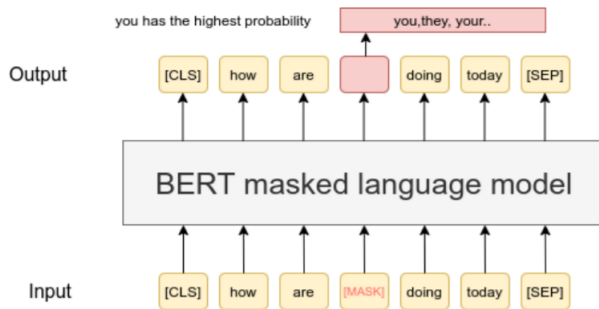 you has the highest probability
you,they, your..
Output
[CLS] how are doing today [SEP]
BERT masked language model
Input
[CLS] how are [MASK] doing today [SEP]